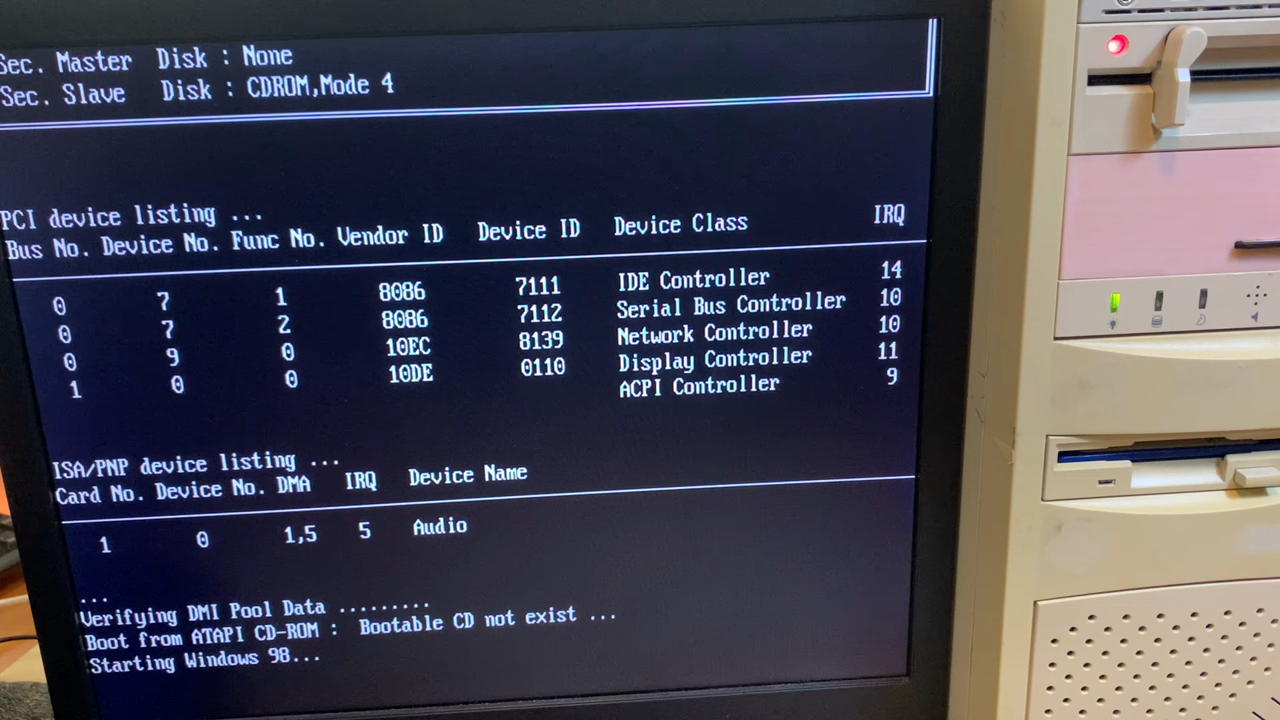 Sec. Master Disk : None
Sec. Slave Disk : CDROM,Mode 4
PCI device listing ...
Bus No. Device No. Func No. Vendor ID Device ID Device Class IRQ
0 7 1 8086 7111 IDE Controller 14
0 7 2 8086 7112 Serial Bus Controller 10
0 9 0 10EC 8139 Network Controller 10
1 0 0 10DE 0110 Display Controller 11
ACPI Controller 9
ISA/PNP device listing ...
Card No. Device No. DMA IRQ Device Name
1 0 1,5 5 Audio
...
Verifying DMI Pool Data .........
Boot from ATAPI CD-ROM : Bootable CD not exist ...
Starting Windows 98...